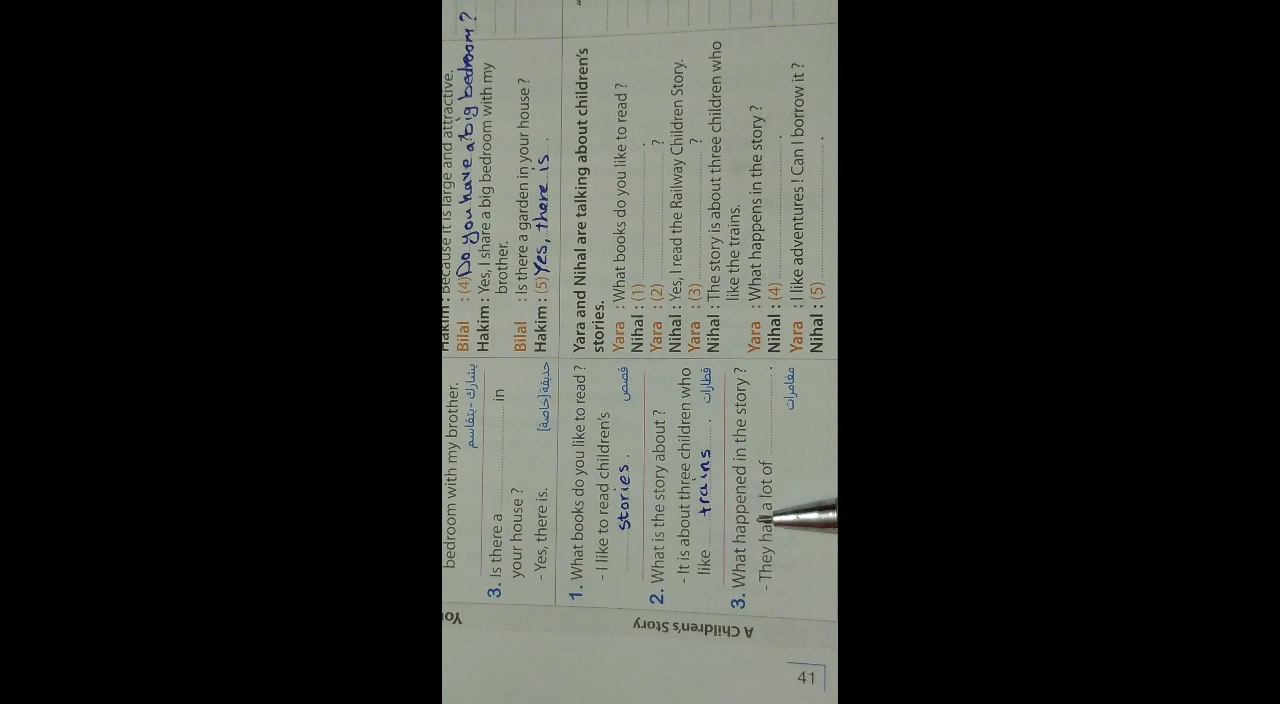 bedroom with my brother.
يشارك - يتقاسم
3. Is there a .......... in
your house ?
- Yes, there is.
حديقة (خاصة)
1. What books do you like to read ?
- I like to read children's
stories .
قصص
2. What is the story about ?
- It is about three children who
like trains .
قطارات
3. What happened in the story ?
- They had a lot of .......... .
مغامرات
A Children's Story
41
Hakim : Because it is large and attractive.
Bilal : (4) Do you have a big bedroom ?
Hakim : Yes, I share a big bedroom with my
brother.
Bilal : Is there a garden in your house ?
Hakim : (5) Yes, there is .
Yara and Nihal are talking about children's
stories.
Yara : What books do you like to read ?
Nihal : (1) .......... .
Yara : (2) .......... ?
Nihal : Yes, I read the Railway Children Story.
Yara : (3) .......... ?
Nihal : The story is about three children who
like the trains.
Yara : What happens in the story ?
Nihal : (4) .......... .
Yara : I like adventures ! Can I borrow it ?
Nihal : (5) .......... .